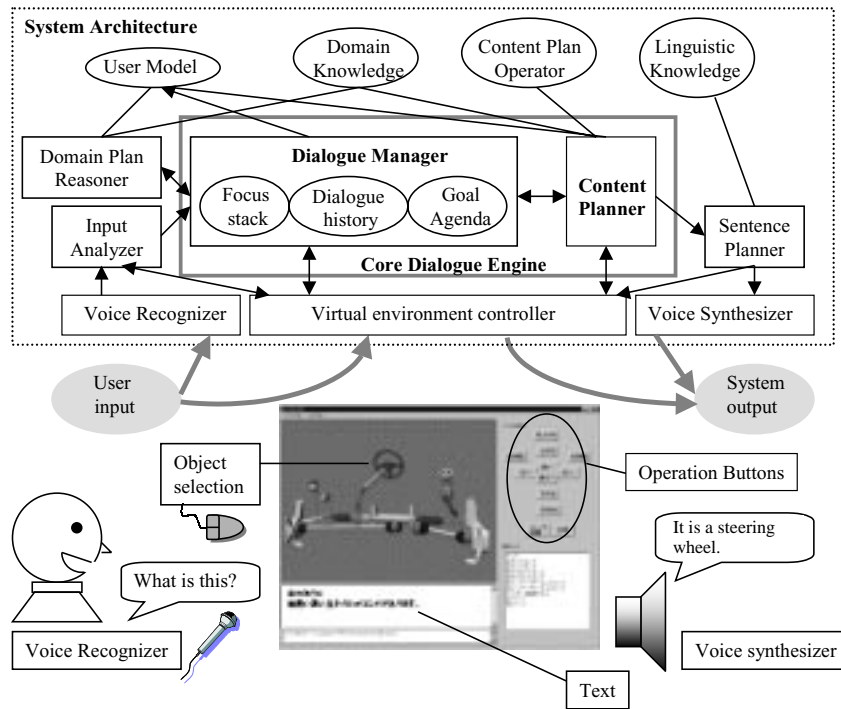 System Architecture
User Model
Domain
Knowledge
Content Plan
Operator
Linguistic
Knowledge
Domain Plan
Reasoner
Dialogue Manager
Focus
stack
Dialogue
history
Goal
Agenda
Content
Planner
Input
Analyzer
Sentence
Planner
Core Dialogue Engine
Voice Recognizer
Virtual environment controller
Voice Synthesizer
User
input
System
output
Object
selection
Operation Buttons
It is a steering
wheel.
What is this?
Voice Recognizer
Voice synthesizer
Text